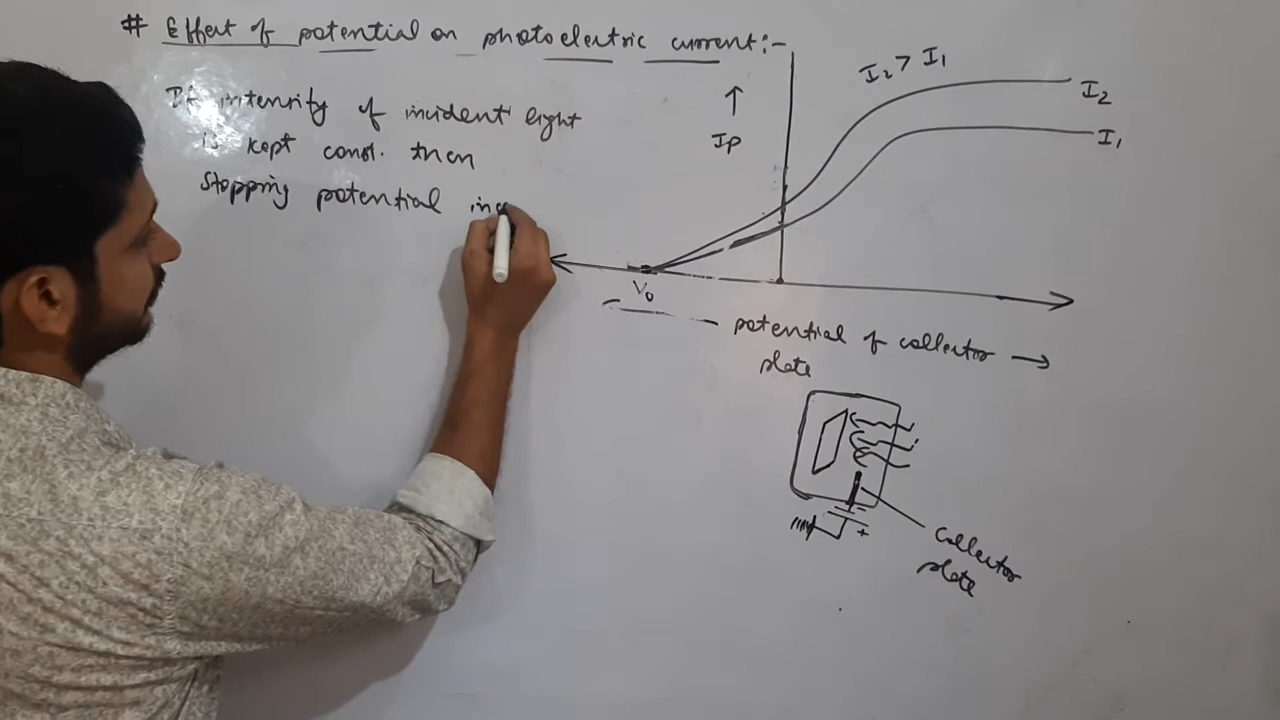 # Effect of potential on photoelectric current:-
If intensity of incident light
is kept const. then
Stopping potential inc
I₂ > I₁
I₂
I₁
↑
Ip
V₀
potential of collector →
plate
+
Collector
plate